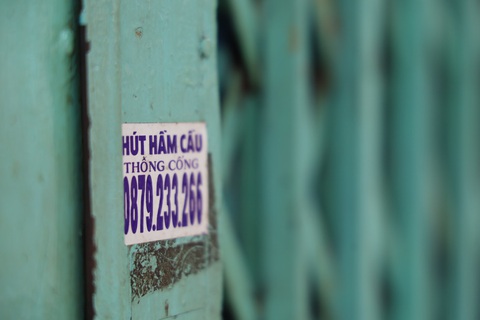 HÚT HẦM CẦU
THÔNG CỐNG
0879.233.266